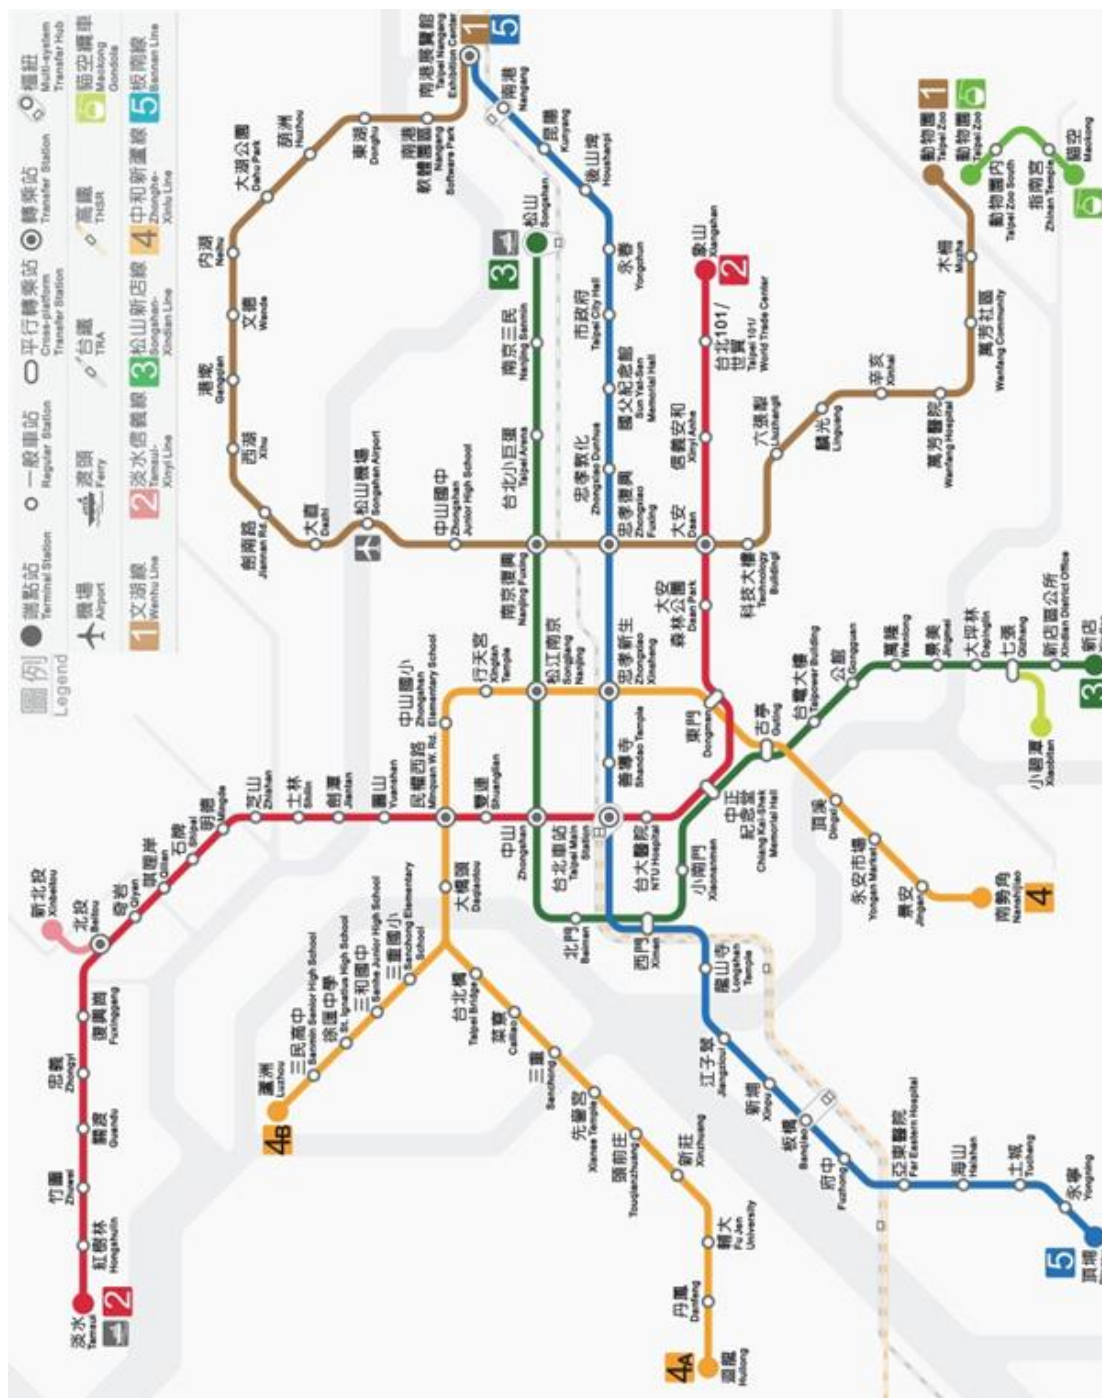 圖例
Legend
端點站
Terminal Station
一般車站
Regular Station
平行轉乘站
Cross-platform
Transfer Station
轉乘站
Transfer Station
樞紐
Multi-system
Transfer Hub
機場
Airport
渡頭
Ferry
台鐵
TRA
高鐵
THSR
貓空纜車
Maokong
Gondola
1
文湖線
Wenhu Line
2
淡水信義線
Tamsui-
Xinyi Line
3
松山新店線
Songshan-
Xindian Line
4
中和新蘆線
Zhonghe-
Xinlu Line
5
板南線
Bannan Line
南港展覽館
Taipei Nangang
Exhibition Center
1
5
南港
軟體園區
Nangang
Software Park
東湖
Donghu
葫洲
Huzhou
大湖公園
Dahu Park
內湖
Neihu
文德
Wende
港墘
Gangqian
西湖
Xihu
劍南路
Jiannan Rd.
大直
Dazhi
松山機場
Songshan Airport
中山國中
Zhongshan
Junior High School
南京復興
Nanjing Fuxing
忠孝復興
Zhongxiao
Fuxing
大安
Daan
科技大樓
Technology
Buildingl
六張犁
Liuzhangli
麟光
Linguang
辛亥
Xinhai
萬芳醫院
Wanfang Hospital
萬芳社區
Wanfang Community
木柵
Muzha
動物園
Taipei Zoo
1
動物園
Taipei Zoo
動物園內
Taipei Zoo South
指南宮
Zhinan Temple
貓空
Maokong
南港
Nangang
昆陽
Kunyang
後山埤
Houshanpi
永春
Yongchun
市政府
Taipei City Hall
國父紀念館
Sun Yat-Sen
Memorial Hall
忠孝敦化
Zhongxiao Dunhua
忠孝新生
Zhongxiao
Xinsheng
善導寺
Shandao Temple
台北車站
Taipei Main
Station
西門
Ximen
龍山寺
Longshan
Temple
江子翠
Jiangzicui
新埔
Xinpu
板橋
Banqiao
府中
Fuzhong
亞東醫院
Far Eastern Hospital
海山
Haishan
土城
Tucheng
永寧
Yongning
頂埔
5
松山
Songshan
3
南京三民
Nanjing Sanmin
台北小巨蛋
Taipei Arena
松江南京
Songjiang
Nanjing
中山
Zhongshan
北門
Beimen
小南門
Xiaonanmen
中正
紀念堂
Chiang Kai-Shek
Memorial Hall
古亭
Guting
台電大樓
Taipower Building
公館
Gongguan
萬隆
Wanlong
景美
Jingmei
大坪林
Dapinglin
七張
Qizhang
新店區公所
Xindian District Office
新店
3
小碧潭
Xiaobitan
象山
Xiangshan
2
台北101/
世貿
Taipei 101/
World Trade Center
信義安和
Xinyi Anhe
大安
森林公園
Daan Park
東門
Dongmen
台大醫院
NTU Hospital
雙連
Shuanglian
民權西路
Minquan W. Rd.
圓山
Yuanshan
劍潭
Jiantan
士林
Shilin
芝山
Zhishan
明德
Mingde
石牌
Shipai
唭哩岸
Qilian
奇岩
Qiyan
北投
Beitou
新北投
Xinbeitou
復興崗
Fuxinggang
忠義
Zhongyi
關渡
Guandu
竹圍
Zhuwei
紅樹林
Hongshulin
淡水
Tamsui
2
行天宮
Xingtian
Temple
中山國小
Zhongshan
Elementary School
大橋頭
Daqiaotou
三重國小
Sanchong Elementary
School
三和國中
Sanhe Junior High School
徐匯中學
St. Ignatius High School
三民高中
Sanmin Senior High School
蘆洲
Luzhou
4B
台北橋
Taipei Bridge
菜寮
Cailiao
三重
Sanchong
先嗇宮
Xianse Temple
頭前庄
Touqianzhuang
新莊
Xinzhuang
輔大
Fu Jen
University
丹鳳
Danfeng
迴龍
Huilong
4A
頂溪
Dingxi
永安市場
Yongan Market
景安
Jingan
南勢角
Nanshijiao
4